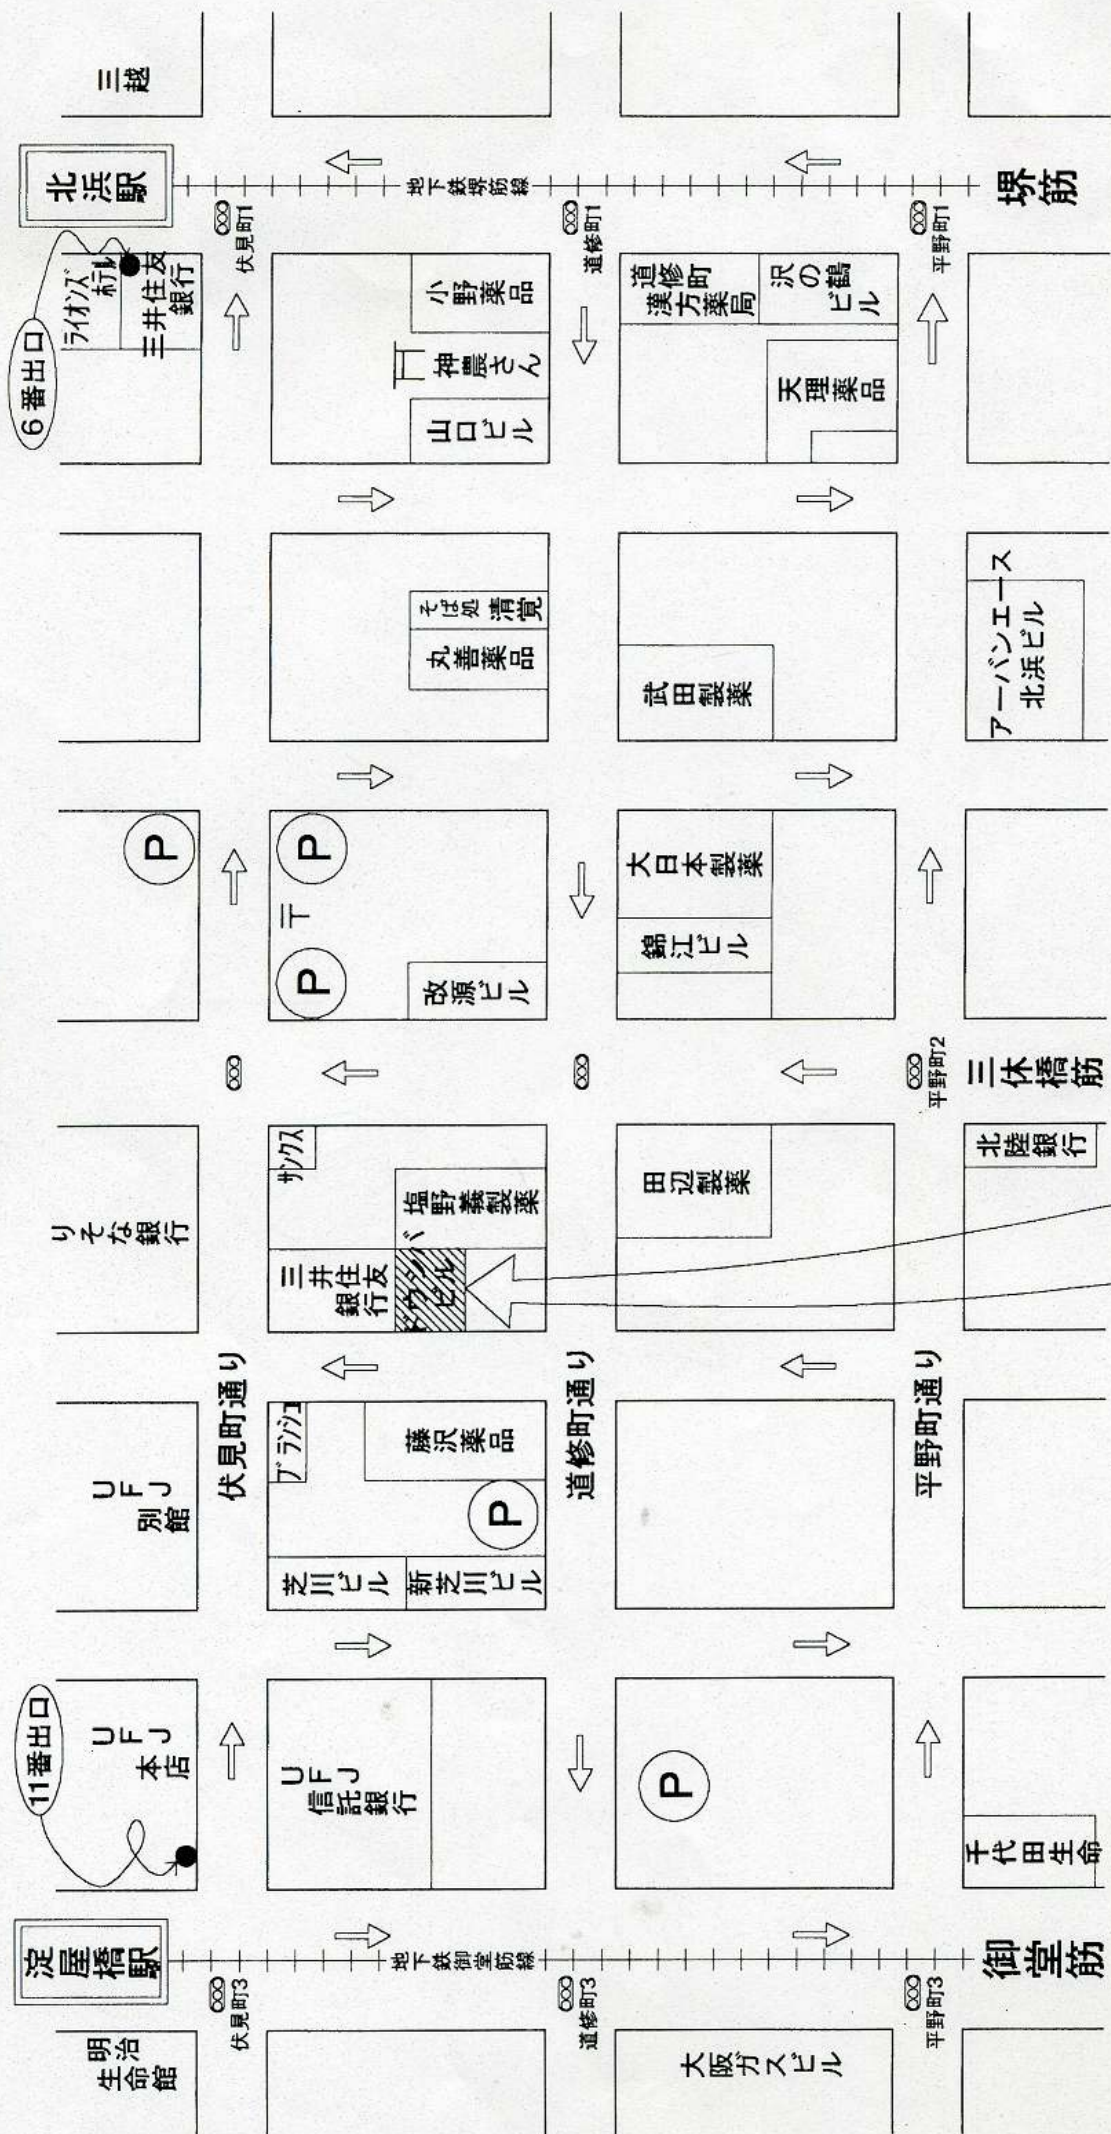 淀屋橋駅
11番出口
6番出口
北浜駅
明治
生命館
UFJ
本店
UFJ
別館
りそな銀行
P
ライオンズ
ホテル
三井住友
銀行
三越
伏見町3
伏見町通り
伏見町1
UFJ
信託
銀行
芝川ビル
新芝川ビル
P
ブランシュ
藤沢薬品
三井住友
銀行
サンクス
塩野義製薬
P
〒
P
改源ビル
丸善薬品
そば処
清覚
山口ビル
神農さん
小野薬品
地下鉄御堂筋線
地下鉄堺筋線
道修町3
道修町通り
道修町1
大阪ガスビル
P
田辺製薬
錦江ビル
大日本製薬
武田製薬
天理薬品
道修町
漢方薬局
沢の鶴
ビル
平野町3
平野町通り
平野町2
平野町1
御堂筋
千代田生命
北陸
銀行
三休橋筋
アーバンエース
北浜ビル
堺筋